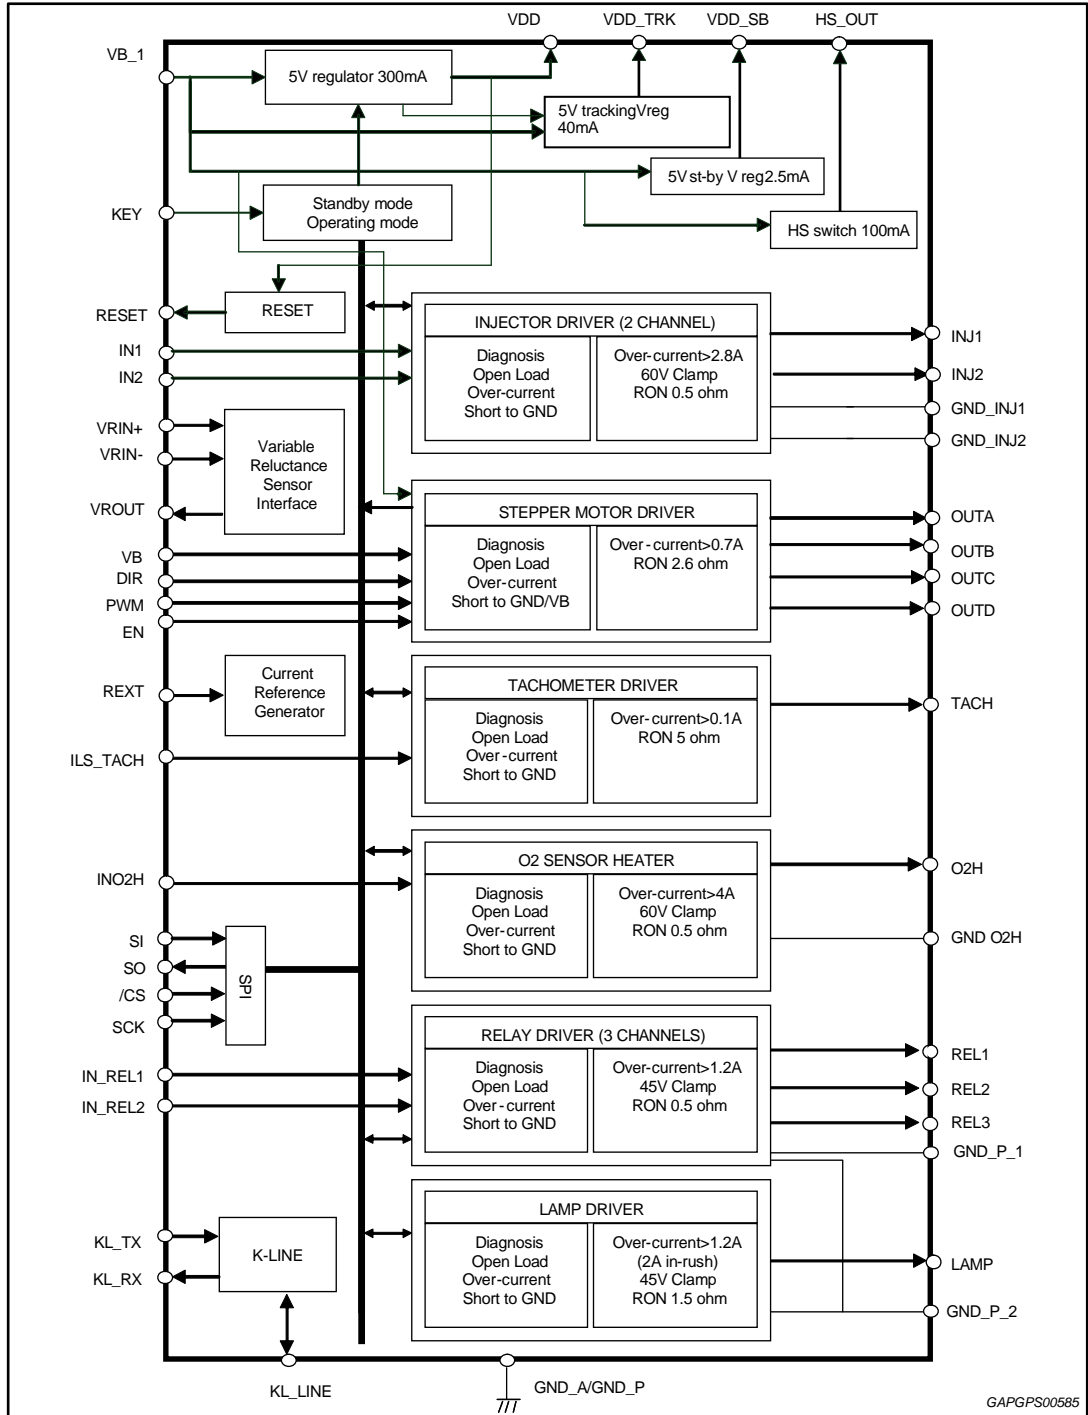 VDD
VDD_TRK
VDD_SB
HS_OUT
VB_1
5V regulator 300mA
5V trackingVreg
40mA
5V st-by V reg2.5mA
KEY
Standby mode
Operating mode
HS switch 100mA
RESET
RESET
INJECTOR DRIVER (2 CHANNEL)
Diagnosis
Open Load
Over-current
Short to GND
Over-current>2.8A
60V Clamp
RON 0.5 ohm
IN1
IN2
INJ1
INJ2
GND_INJ1
GND_INJ2
VRIN+
VRIN-
VROUT
Variable
Reluctance
Sensor
Interface
STEPPER MOTOR DRIVER
Diagnosis
Open Load
Over-current
Short to GND/VB
Over-current>0.7A
RON 2.6 ohm
VB
DIR
PWM
EN
OUTA
OUTB
OUTC
OUTD
REXT
Current
Reference
Generator
TACHOMETER DRIVER
Diagnosis
Open Load
Over-current
Short to GND
Over-current>0.1A
RON 5 ohm
TACH
ILS_TACH
O2 SENSOR HEATER
Diagnosis
Open Load
Over-current
Short to GND
Over-current>4A
60V Clamp
RON 0.5 ohm
INO2H
O2H
GND O2H
SI
SO
/CS
SCK
SPI
RELAY DRIVER (3 CHANNELS)
Diagnosis
Open Load
Over-current
Short to GND
Over-current>1.2A
45V Clamp
RON 0.5 ohm
IN_REL1
IN_REL2
REL1
REL2
REL3
GND_P_1
LAMP DRIVER
Diagnosis
Open Load
Over-current
Short to GND
Over-current>1.2A
(2A in-rush)
45V Clamp
RON 1.5 ohm
KL_TX
KL_RX
K-LINE
LAMP
GND_P_2
KL_LINE
GND_A/GND_P
GAPGPS00585